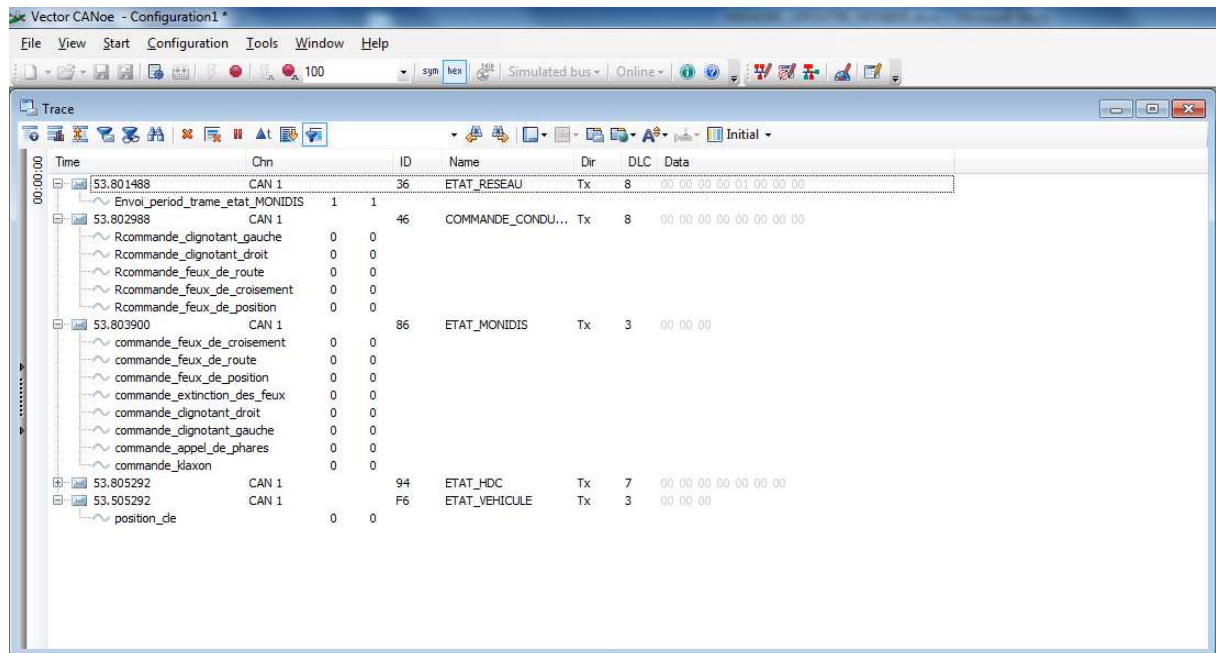 Vector CANoe - Configuration1 *
File View Start Configuration Tools Window Help
100 sym hex Simulated bus Online
Trace
Initial
Time Chn ID Name Dir DLC Data
00:00:00
53.801488 CAN 1 36 ETAT_RESEAU Tx 8 00 00 00 00 01 00 00 00
Envoi_period_trame_etat_MONIDIS 1 1
53.802988 CAN 1 46 COMMANDE_CONDU... Tx 8 00 00 00 00 00 00 00 00
Rcommande_clignotant_gauche 0 0
Rcommande_clignotant_droit 0 0
Rcommande_feux_de_route 0 0
Rcommande_feux_de_croisement 0 0
Rcommande_feux_de_position 0 0
53.803900 CAN 1 86 ETAT_MONIDIS Tx 3 00 00 00
commande_feux_de_croisement 0 0
commande_feux_de_route 0 0
commande_feux_de_position 0 0
commande_extinction_des_feux 0 0
commande_clignotant_droit 0 0
commande_clignotant_gauche 0 0
commande_appel_de_phares 0 0
commande_klaxon 0 0
53.805292 CAN 1 94 ETAT_HDC Tx 7 00 00 00 00 00 00 00
53.505292 CAN 1 F6 ETAT_VEHICULE Tx 3 00 00 00
position_cle 0 0